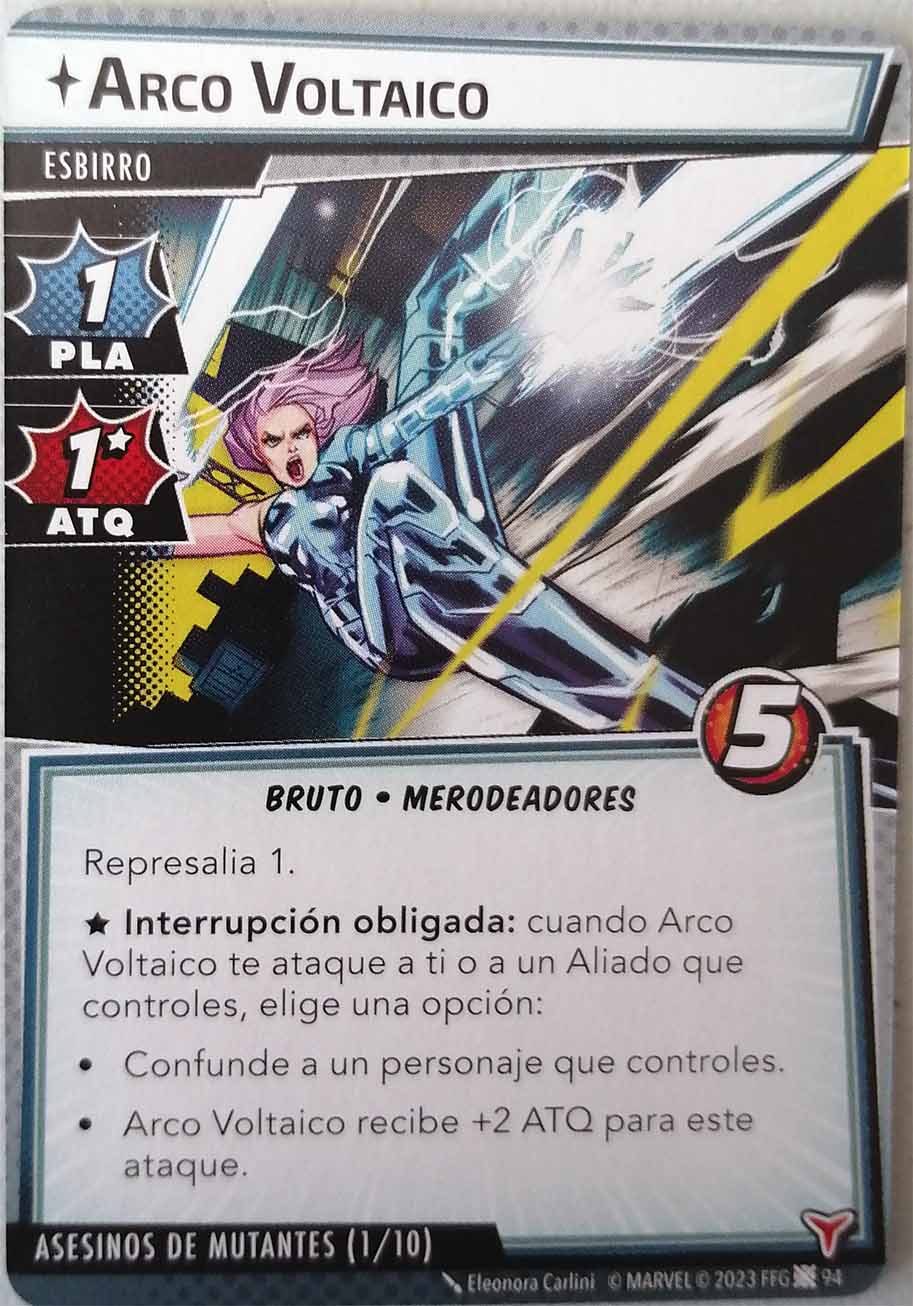 ARCO VOLTAICO
ESBIRRO
1
PLA
1
ATQ
5
BRUTO • MERODEADORES
Represalia 1.
★ Interrupción obligada: cuando Arco
Voltaico te ataque a ti o a un Aliado que
controles, elige una opción:
• Confunde a un personaje que controles.
• Arco Voltaico recibe +2 ATQ para este
ataque.
ASESINOS DE MUTANTES (1/10)
Eleonora Carlini © MARVEL © 2023 FFG 94